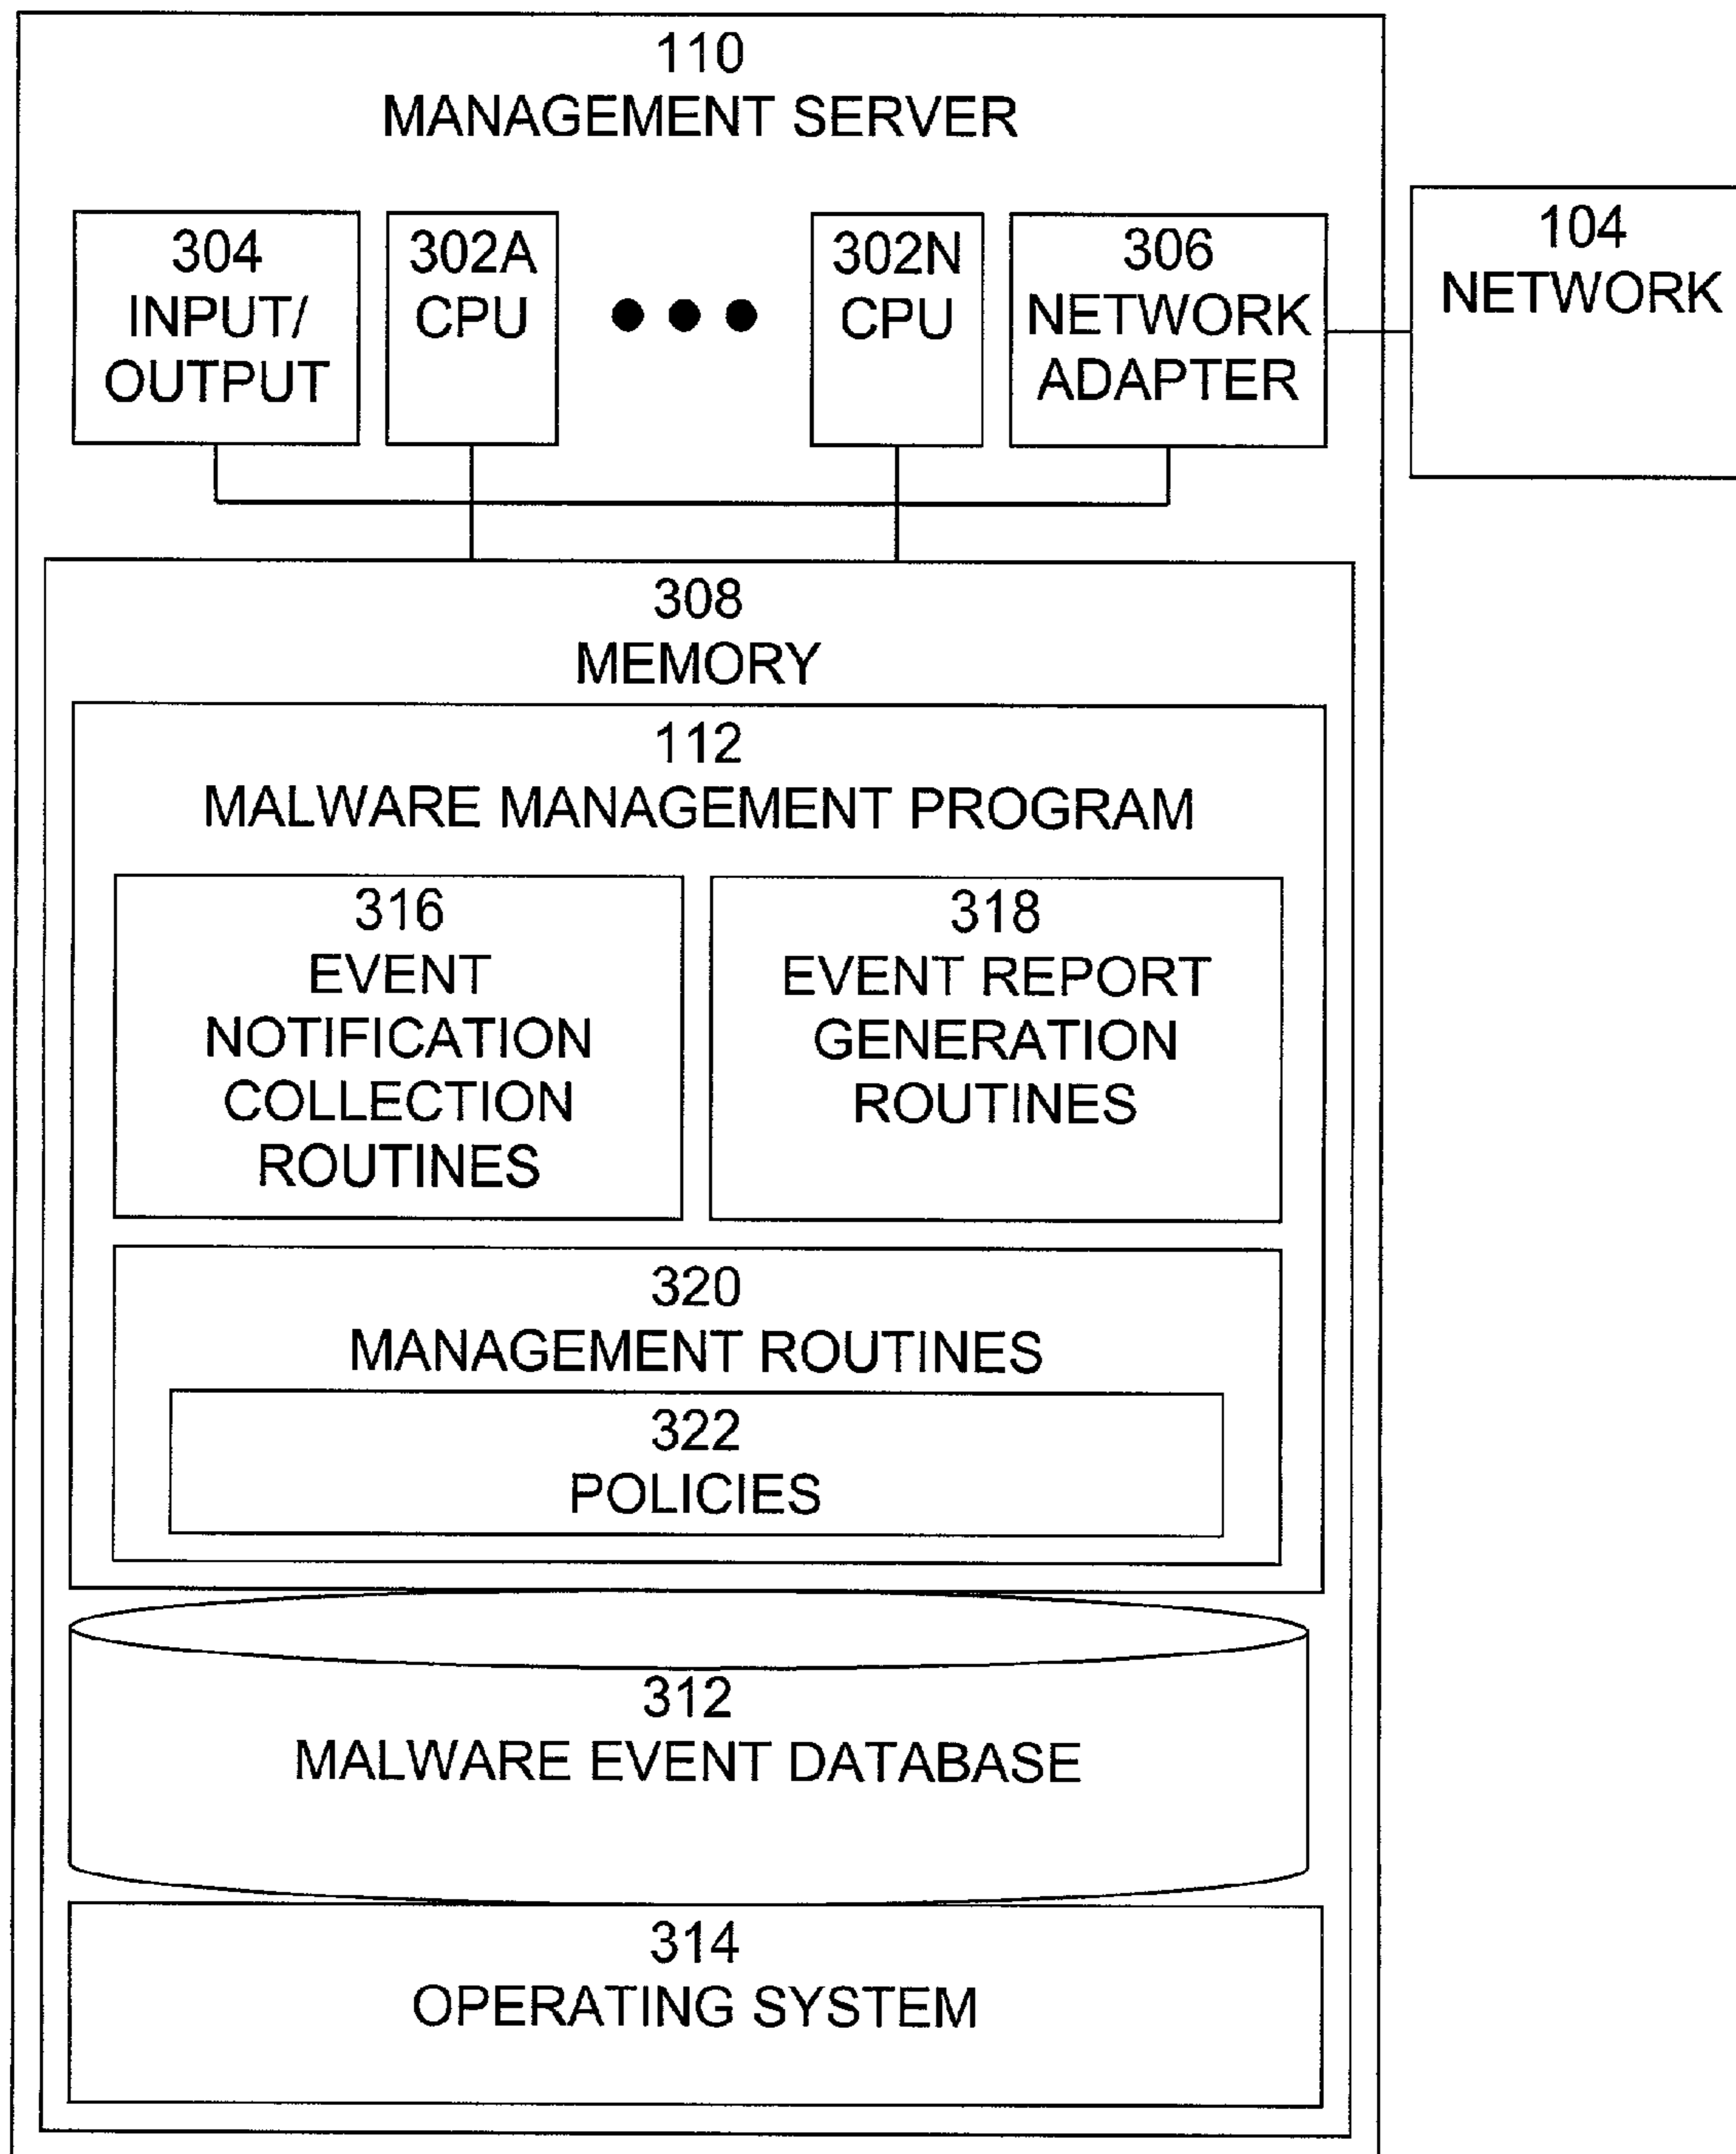 110
MANAGEMENT SERVER
304
INPUT/
OUTPUT
302A
CPU
302N
CPU
306
NETWORK
ADAPTER
104
NETWORK
308
MEMORY
112
MALWARE MANAGEMENT PROGRAM
316
EVENT
NOTIFICATION
COLLECTION
ROUTINES
318
EVENT REPORT
GENERATION
ROUTINES
320
MANAGEMENT ROUTINES
322
POLICIES
312
MALWARE EVENT DATABASE
314
OPERATING SYSTEM